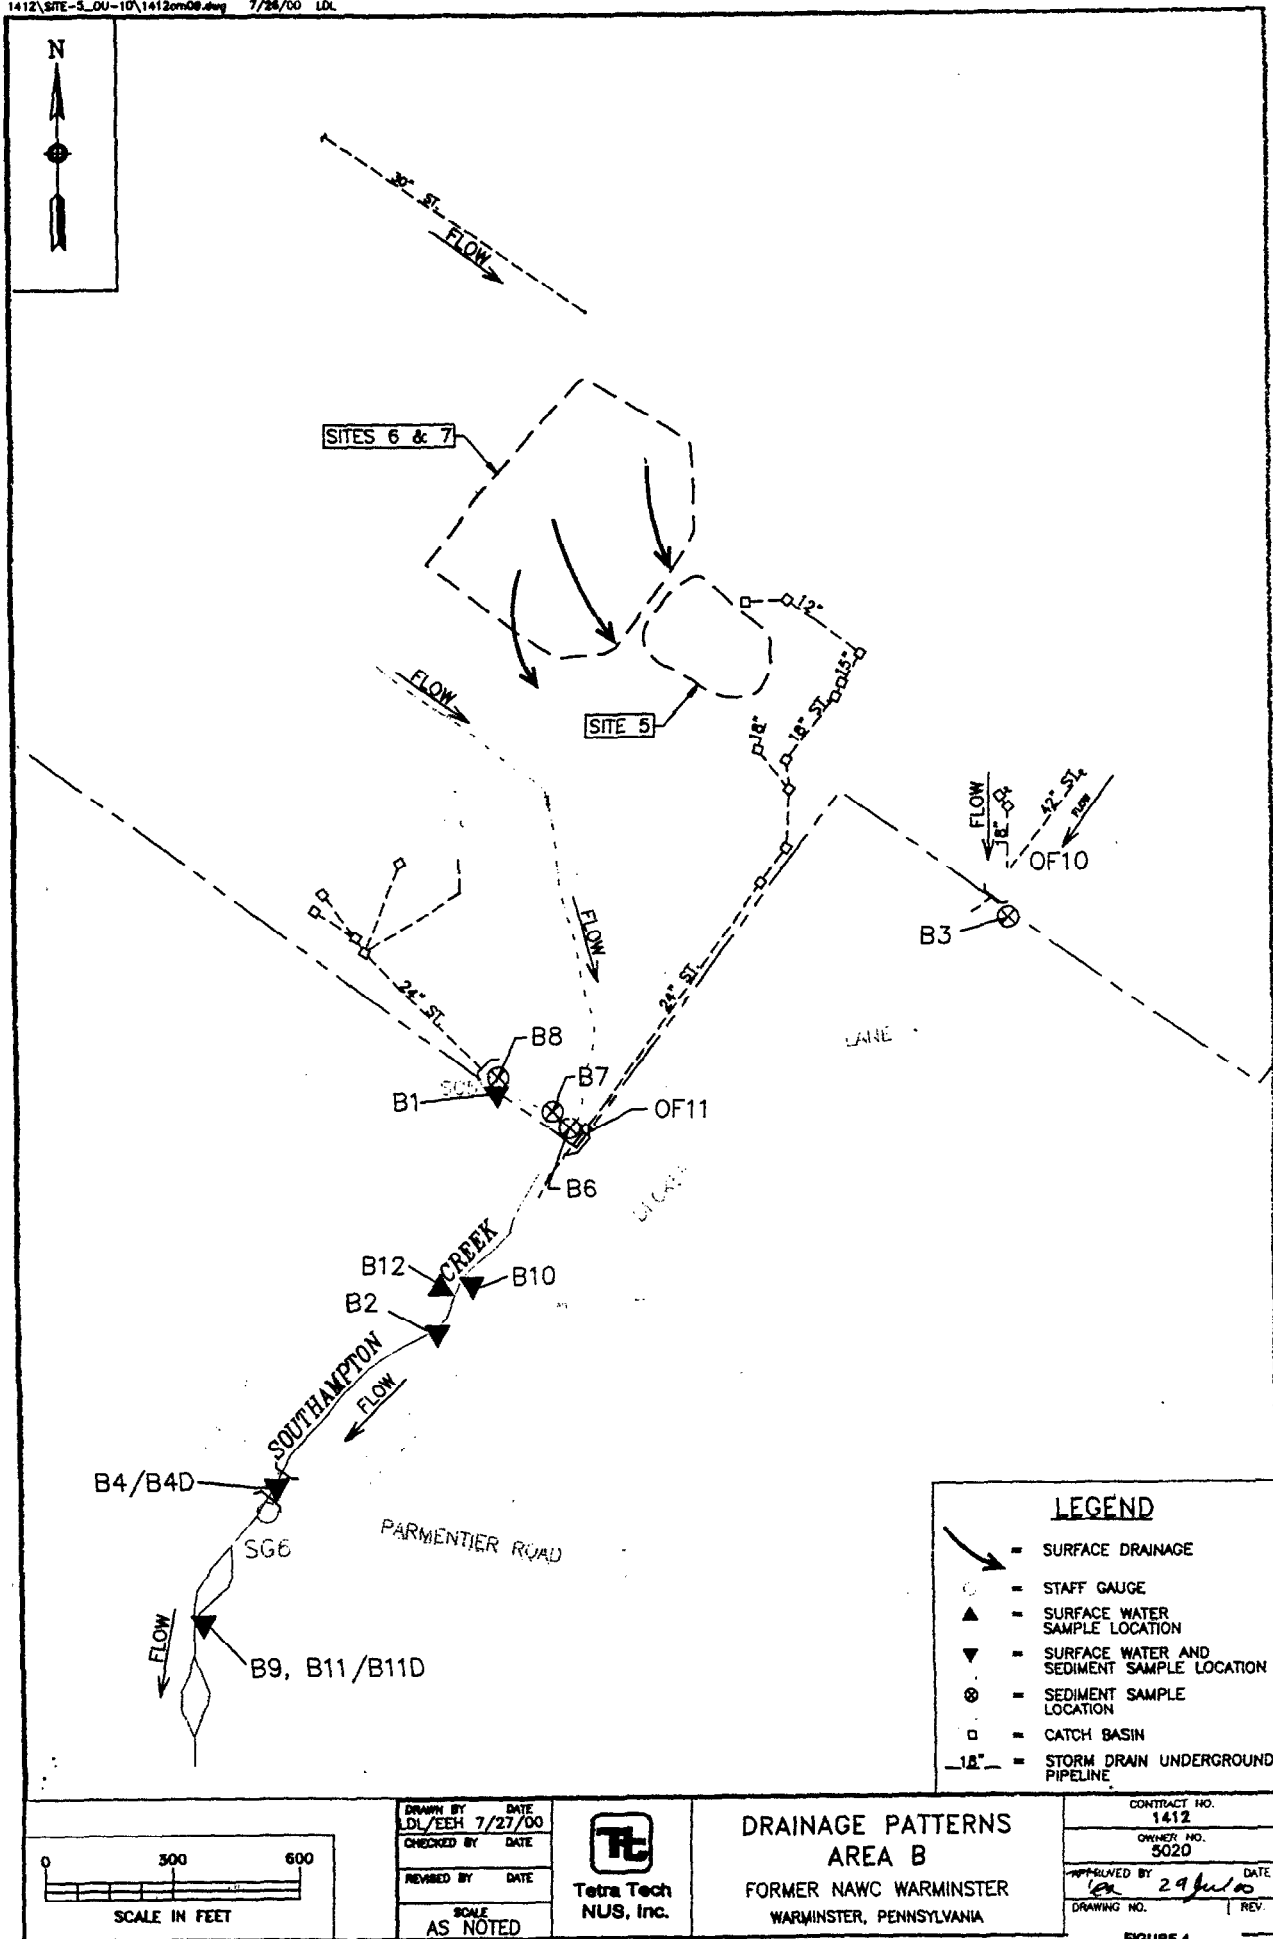 1412\SITE-5_OU-10\1412om08.dwg 7/26/00 LDL
N
30" ST.
FLOW
SITES 6 & 7
12"
15"
FLOW
18" ST.
SITE 5
18"
FLOW
18"
42" ST.
FLOW
OF10
B3
FLOW
24" ST.
24" ST.
LANE
B8
B7
B1
OF11
B6
CREEK
B12
B10
B2
SOUTHAMPTON
FLOW
B4/B4D
SG6
PARMENTIER ROAD
FLOW
B9, B11/B11D
LEGEND
= SURFACE DRAINAGE
= STAFF GAUGE
= SURFACE WATER
SAMPLE LOCATION
= SURFACE WATER AND
SEDIMENT SAMPLE LOCATION
= SEDIMENT SAMPLE
LOCATION
= CATCH BASIN
18" = STORM DRAIN UNDERGROUND
PIPELINE
0 300 600
SCALE IN FEET
DRAWN BY DATE
LDL/EEH 7/27/00
CHECKED BY DATE
REVISED BY DATE
SCALE
AS NOTED
Tetra Tech
NUS, Inc.
DRAINAGE PATTERNS
AREA B
FORMER NAWC WARMINSTER
WARMINSTER, PENNSYLVANIA
CONTRACT NO.
1412
OWNER NO.
5020
APPROVED BY DATE
DRAWING NO. REV.